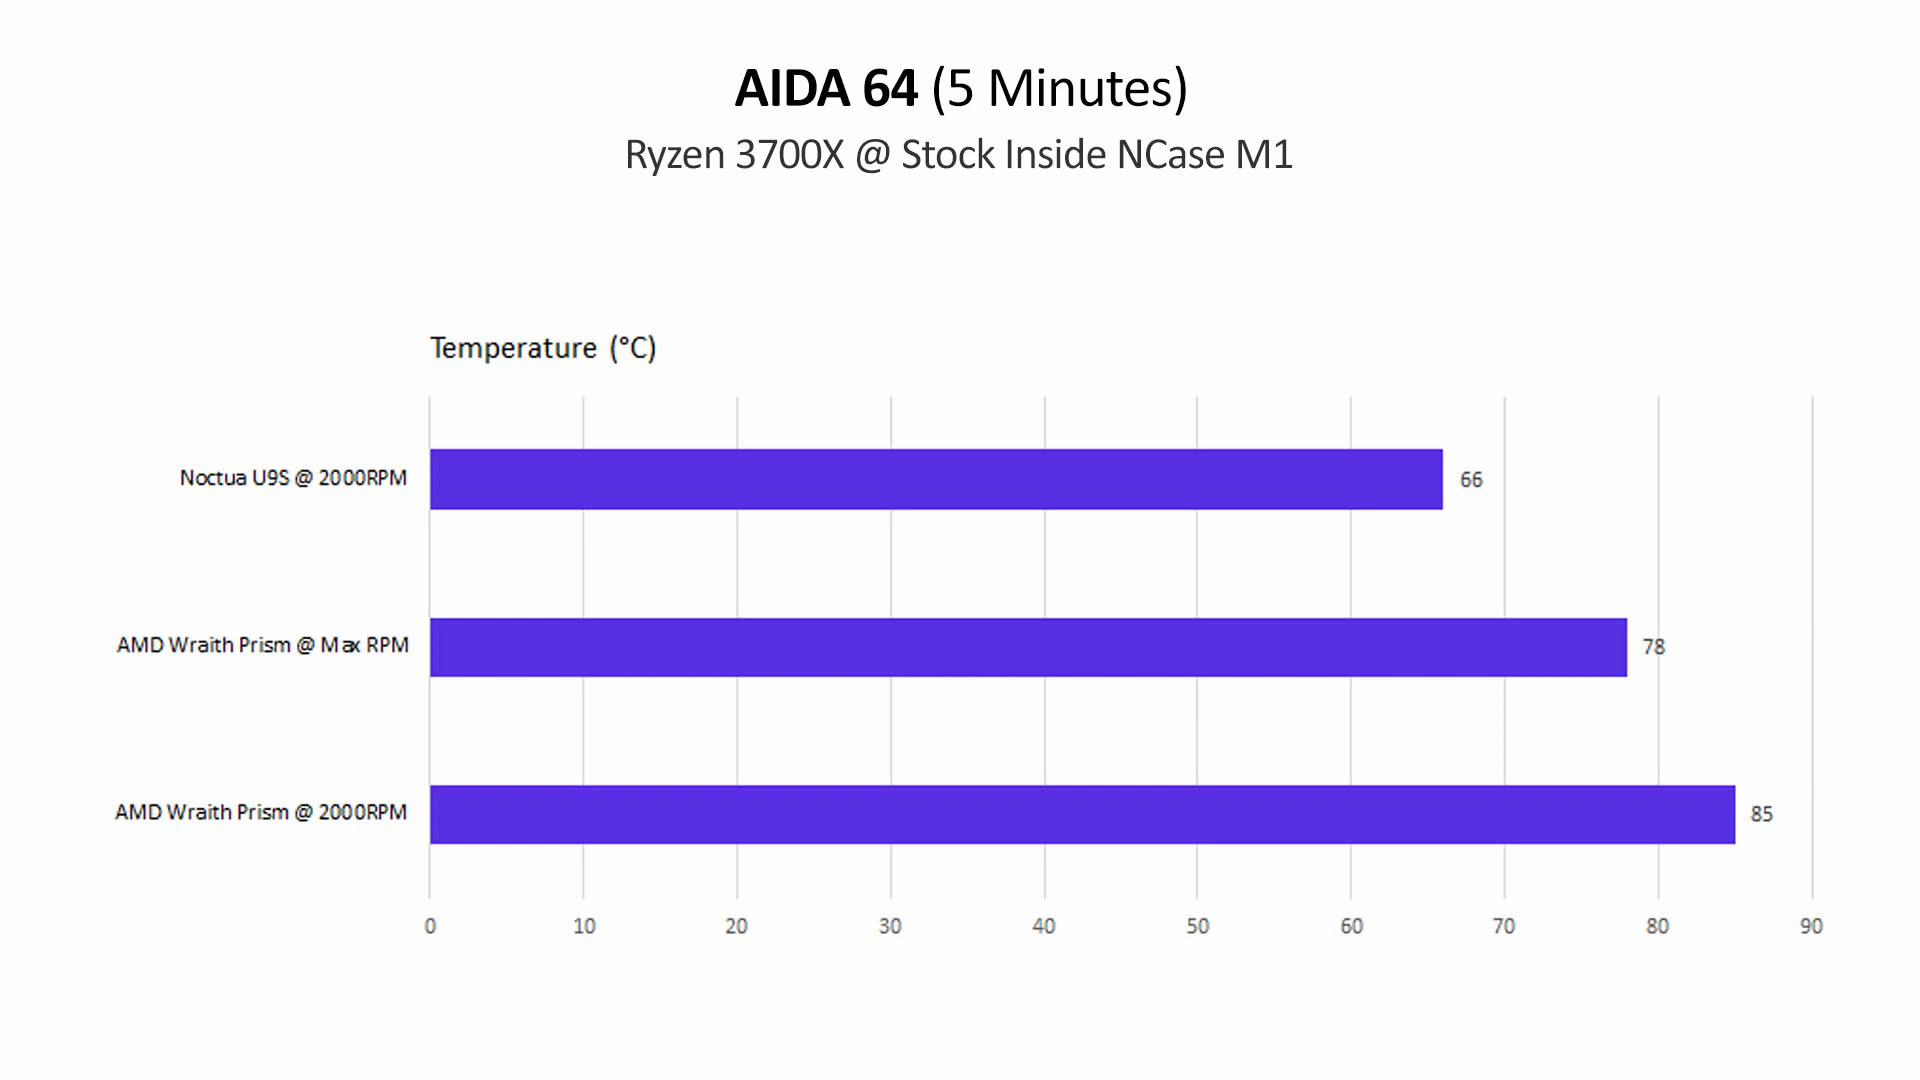 AIDA 64 (5 Minutes)
Ryzen 3700X @ Stock Inside NCase M1
Temperature (°C)
Noctua U9S @ 2000RPM
66
AMD Wraith Prism @ Max RPM
78
AMD Wraith Prism @ 2000RPM
85
0 10 20 30 40 50 60 70 80 90